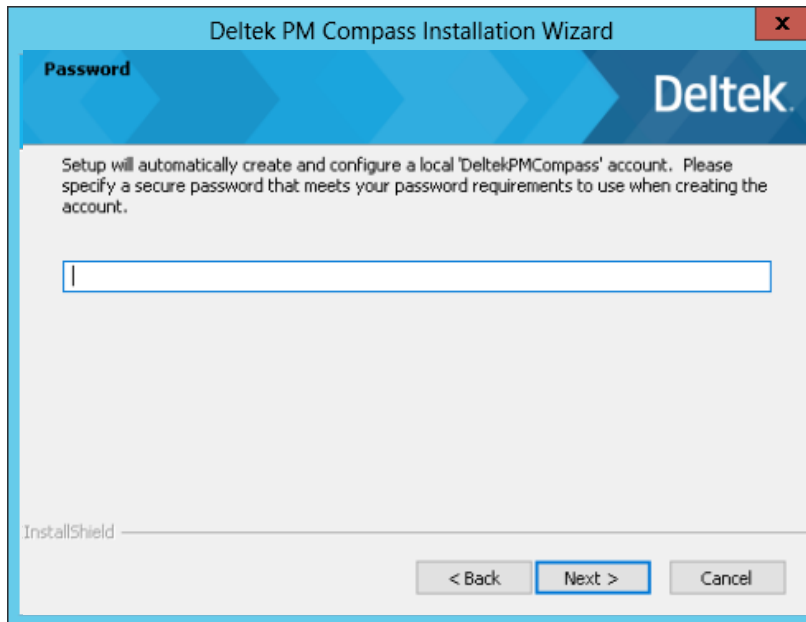 Deltek PM Compass Installation Wizard
x
Password
Deltek.
Setup will automatically create and configure a local 'DeltekPMCompass' account. Please
specify a secure password that meets your password requirements to use when creating the
account.
InstallShield
< Back Next > Cancel